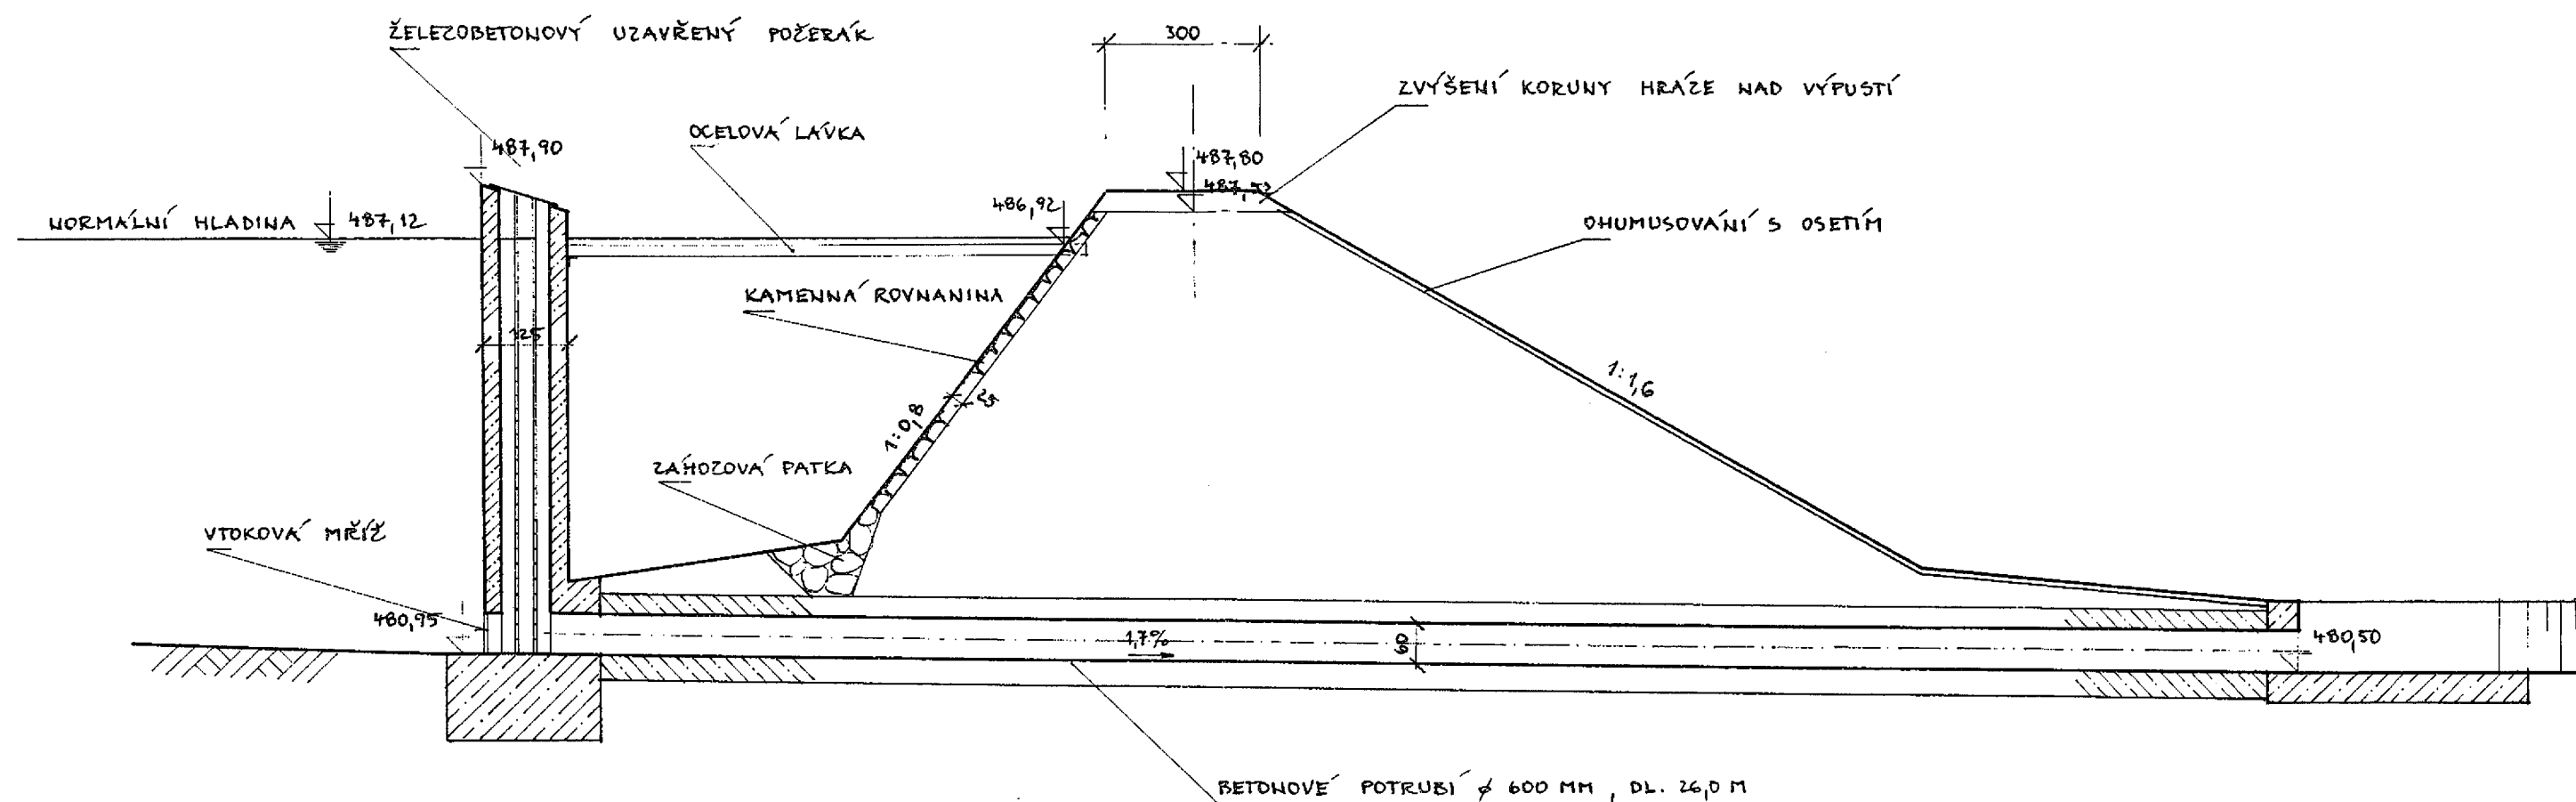 ŽELEZOBETONOVÝ UZAVŘENÝ POŽERÁK
300
ZVÝŠENÍ KORUNY HRÁZE NAD VÝPUSTÍ
OCELOVÁ LÁVKA
487,90
487,80
486,92
NORMÁLNÍ HLADINA 487,12
OHUMUSOVÁNÍ S OSETÍM
KAMENNÁ ROVNANINA
125
1:1,6
1:0,8
ZÁHOZOVÁ PATKA
VTOKOVÁ MŘÍŽ
480,95
1,7%
60
480,50
BETONOVÉ POTRUBÍ ø 600 MM , DL. 26,0 M